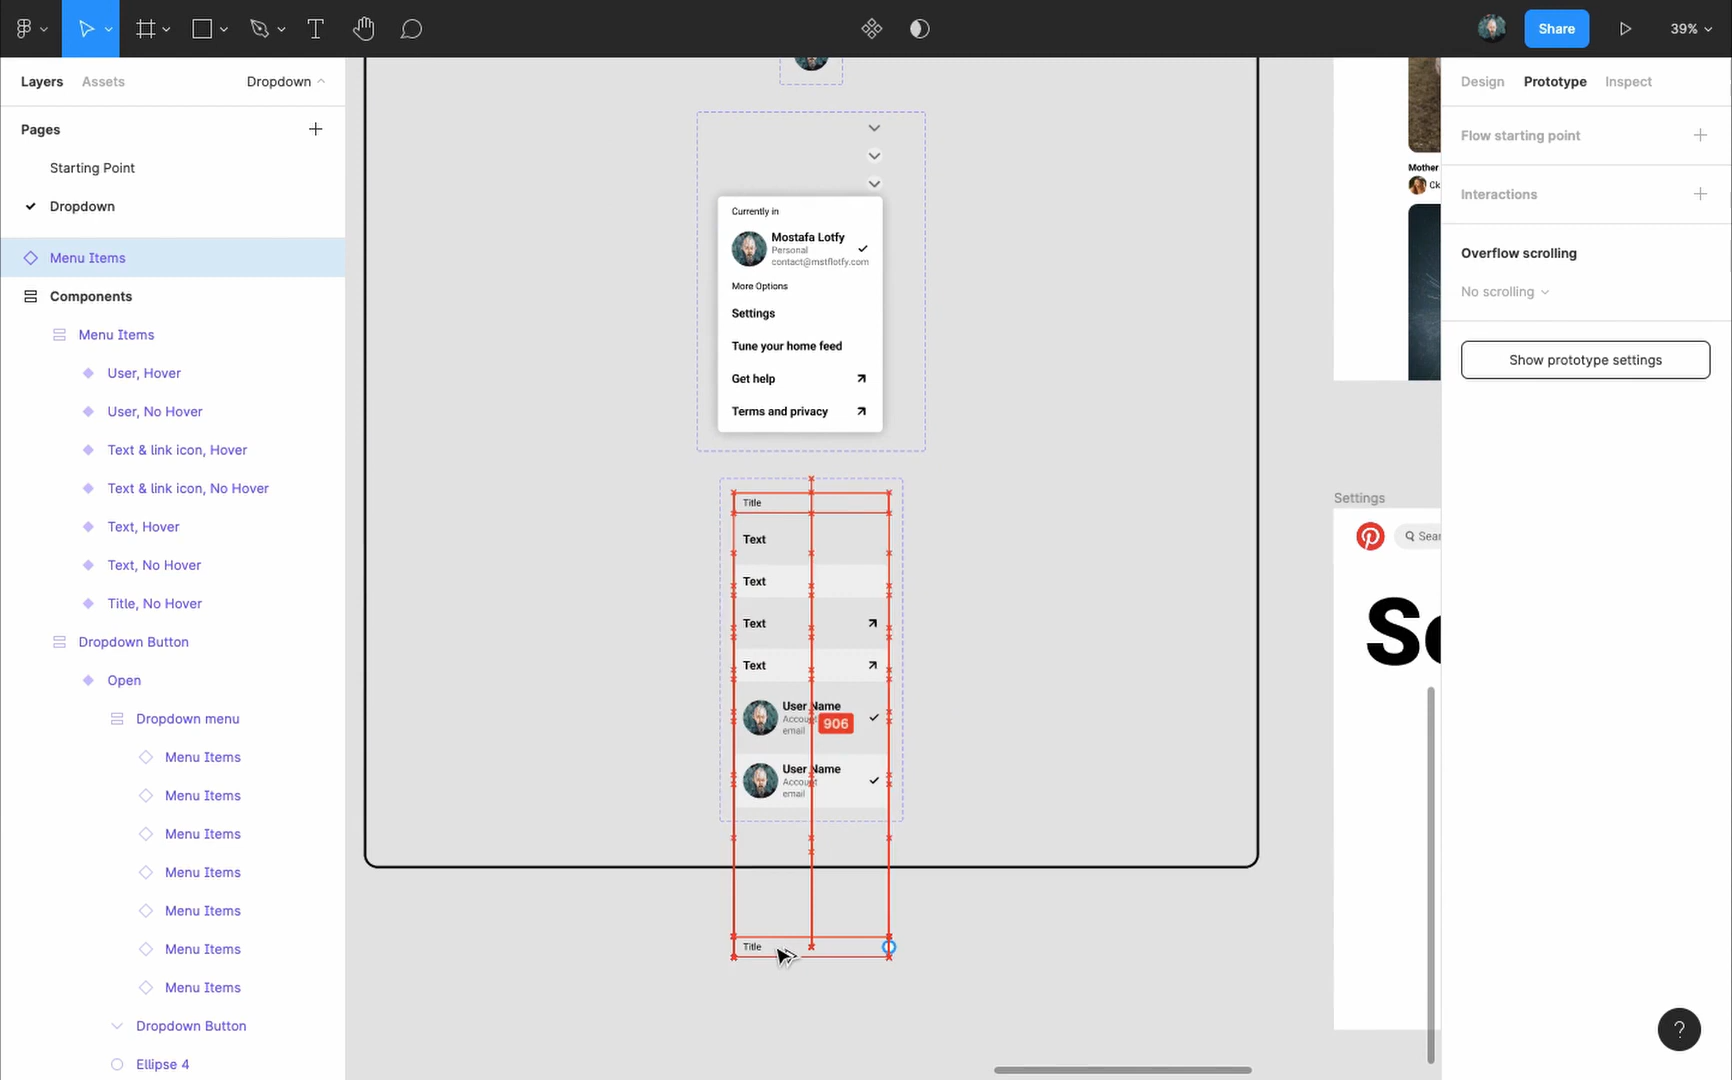 Share
39%
Layers
Assets
Dropdown
Pages
Starting Point
Dropdown
Menu Items
Components
Menu Items
User, Hover
User, No Hover
Text & link icon, Hover
Text & link icon, No Hover
Text, Hover
Text, No Hover
Title, No Hover
Dropdown Button
Open
Dropdown menu
Menu Items
Menu Items
Menu Items
Menu Items
Menu Items
Menu Items
Menu Items
Dropdown Button
Ellipse 4
Currently in
Mostafa Lotfy
Personal
contact@mstflotfy.com
More Options
Settings
Tune your home feed
Get help
Terms and privacy
Title
Text
Text
Text
Text
User Name
Account
email
906
User Name
Account
email
Title
Mother
Settings
Design
Prototype
Inspect
Flow starting point
Interactions
Overflow scrolling
No scrolling
Show prototype settings
?